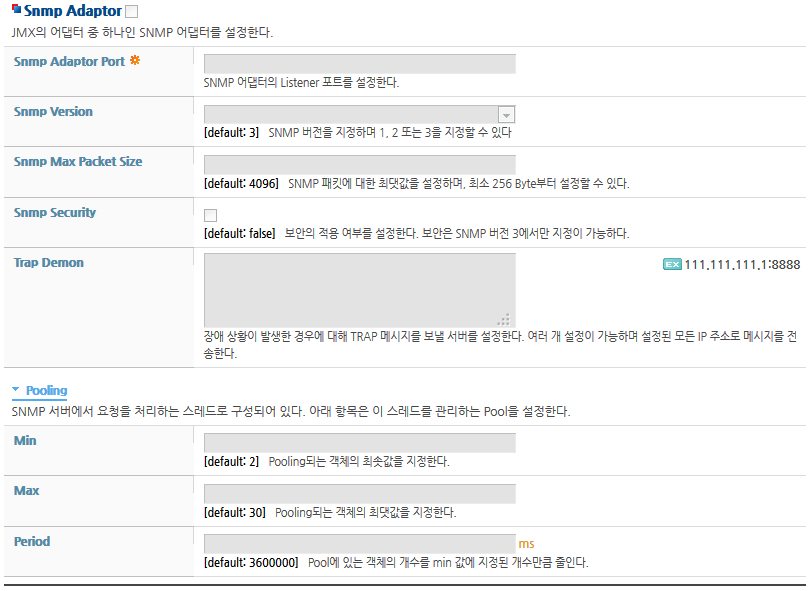 Snmp Adaptor
JMX의 어댑터 중 하나인 SNMP 어댑터를 설정한다.
Snmp Adaptor Port
SNMP 어댑터의 Listener 포트를 설정한다.
Snmp Version
[default: 3] SNMP 버전을 지정하며 1, 2 또는 3을 지정할 수 있다
Snmp Max Packet Size
[default: 4096] SNMP 패킷에 대한 최댓값을 설정하며, 최소 256 Byte부터 설정할 수 있다.
Snmp Security
[default: false] 보안의 적용 여부를 설정한다. 보안은 SNMP 버전 3에서만 지정이 가능하다.
Trap Demon
EX 111.111.111.1:8888
장애 상황이 발생한 경우에 대해 TRAP 메시지를 보낼 서버를 설정한다. 여러 개 설정이 가능하며 설정된 모든 IP 주소로 메시지를 전
송한다.
Pooling
SNMP 서버에서 요청을 처리하는 스레드로 구성되어 있다. 아래 항목은 이 스레드를 관리하는 Pool을 설정한다.
Min
[default: 2] Pooling되는 객체의 최솟값을 지정한다.
Max
[default: 30] Pooling되는 객체의 최댓값을 지정한다.
Period
ms
[default: 3600000] Pool에 있는 객체의 개수를 min 값에 지정된 개수만큼 줄인다.